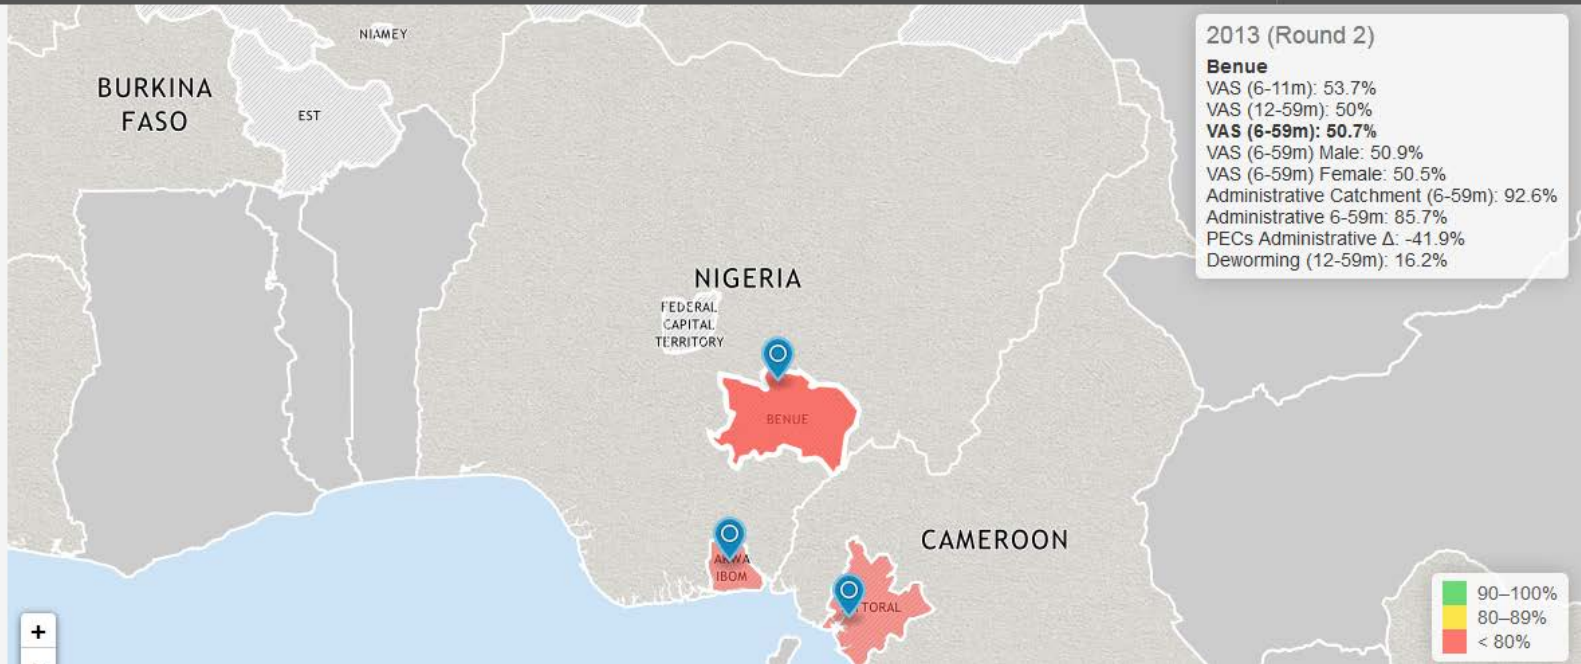 NIAMEY
BURKINA
FASO
EST
2013 (Round 2)
Benue
VAS (6-11m): 53.7%
VAS (12-59m): 50%
VAS (6-59m): 50.7%
VAS (6-59m) Male: 50.9%
VAS (6-59m) Female: 50.5%
Administrative Catchment (6-59m): 92.6%
Administrative 6-59m: 85.7%
PECs Administrative Δ: -41.9%
Deworming (12-59m): 16.2%
NIGERIA
FEDERAL
CAPITAL
TERRITORY
BENUE
CAMEROON
IBOM
90–100%
80–89%
< 80%
+